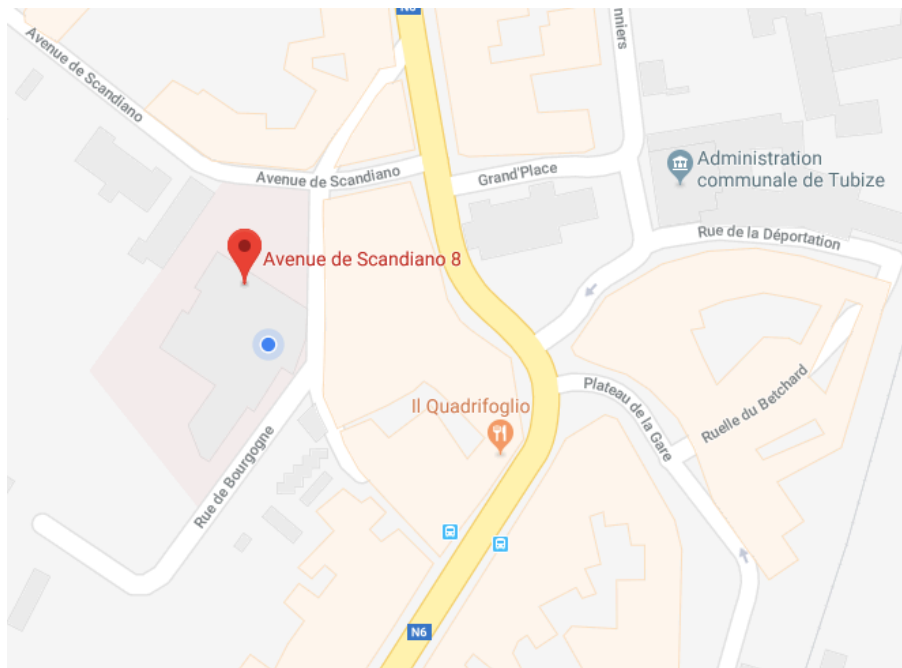 N6
nniers
Avenue de Scandiano
Avenue de Scandiano
Grand'Place
Administration
communale de Tubize
Rue de la Déportation
Avenue de Scandiano 8
Plateau de la Gare
Ruelle du Betchard
Il Quadrifoglio
Rue de Bourgogne
N6